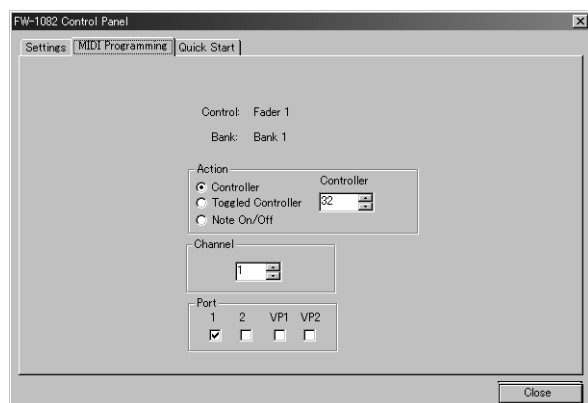 FW-1082 Control Panel
Settings MIDI Programming Quick Start
Control: Fader 1
Bank: Bank 1
Action
Controller
Controller
Toggled Controller
32
Note On/Off
Channel
1
Port
1 2 VP1 VP2
Close